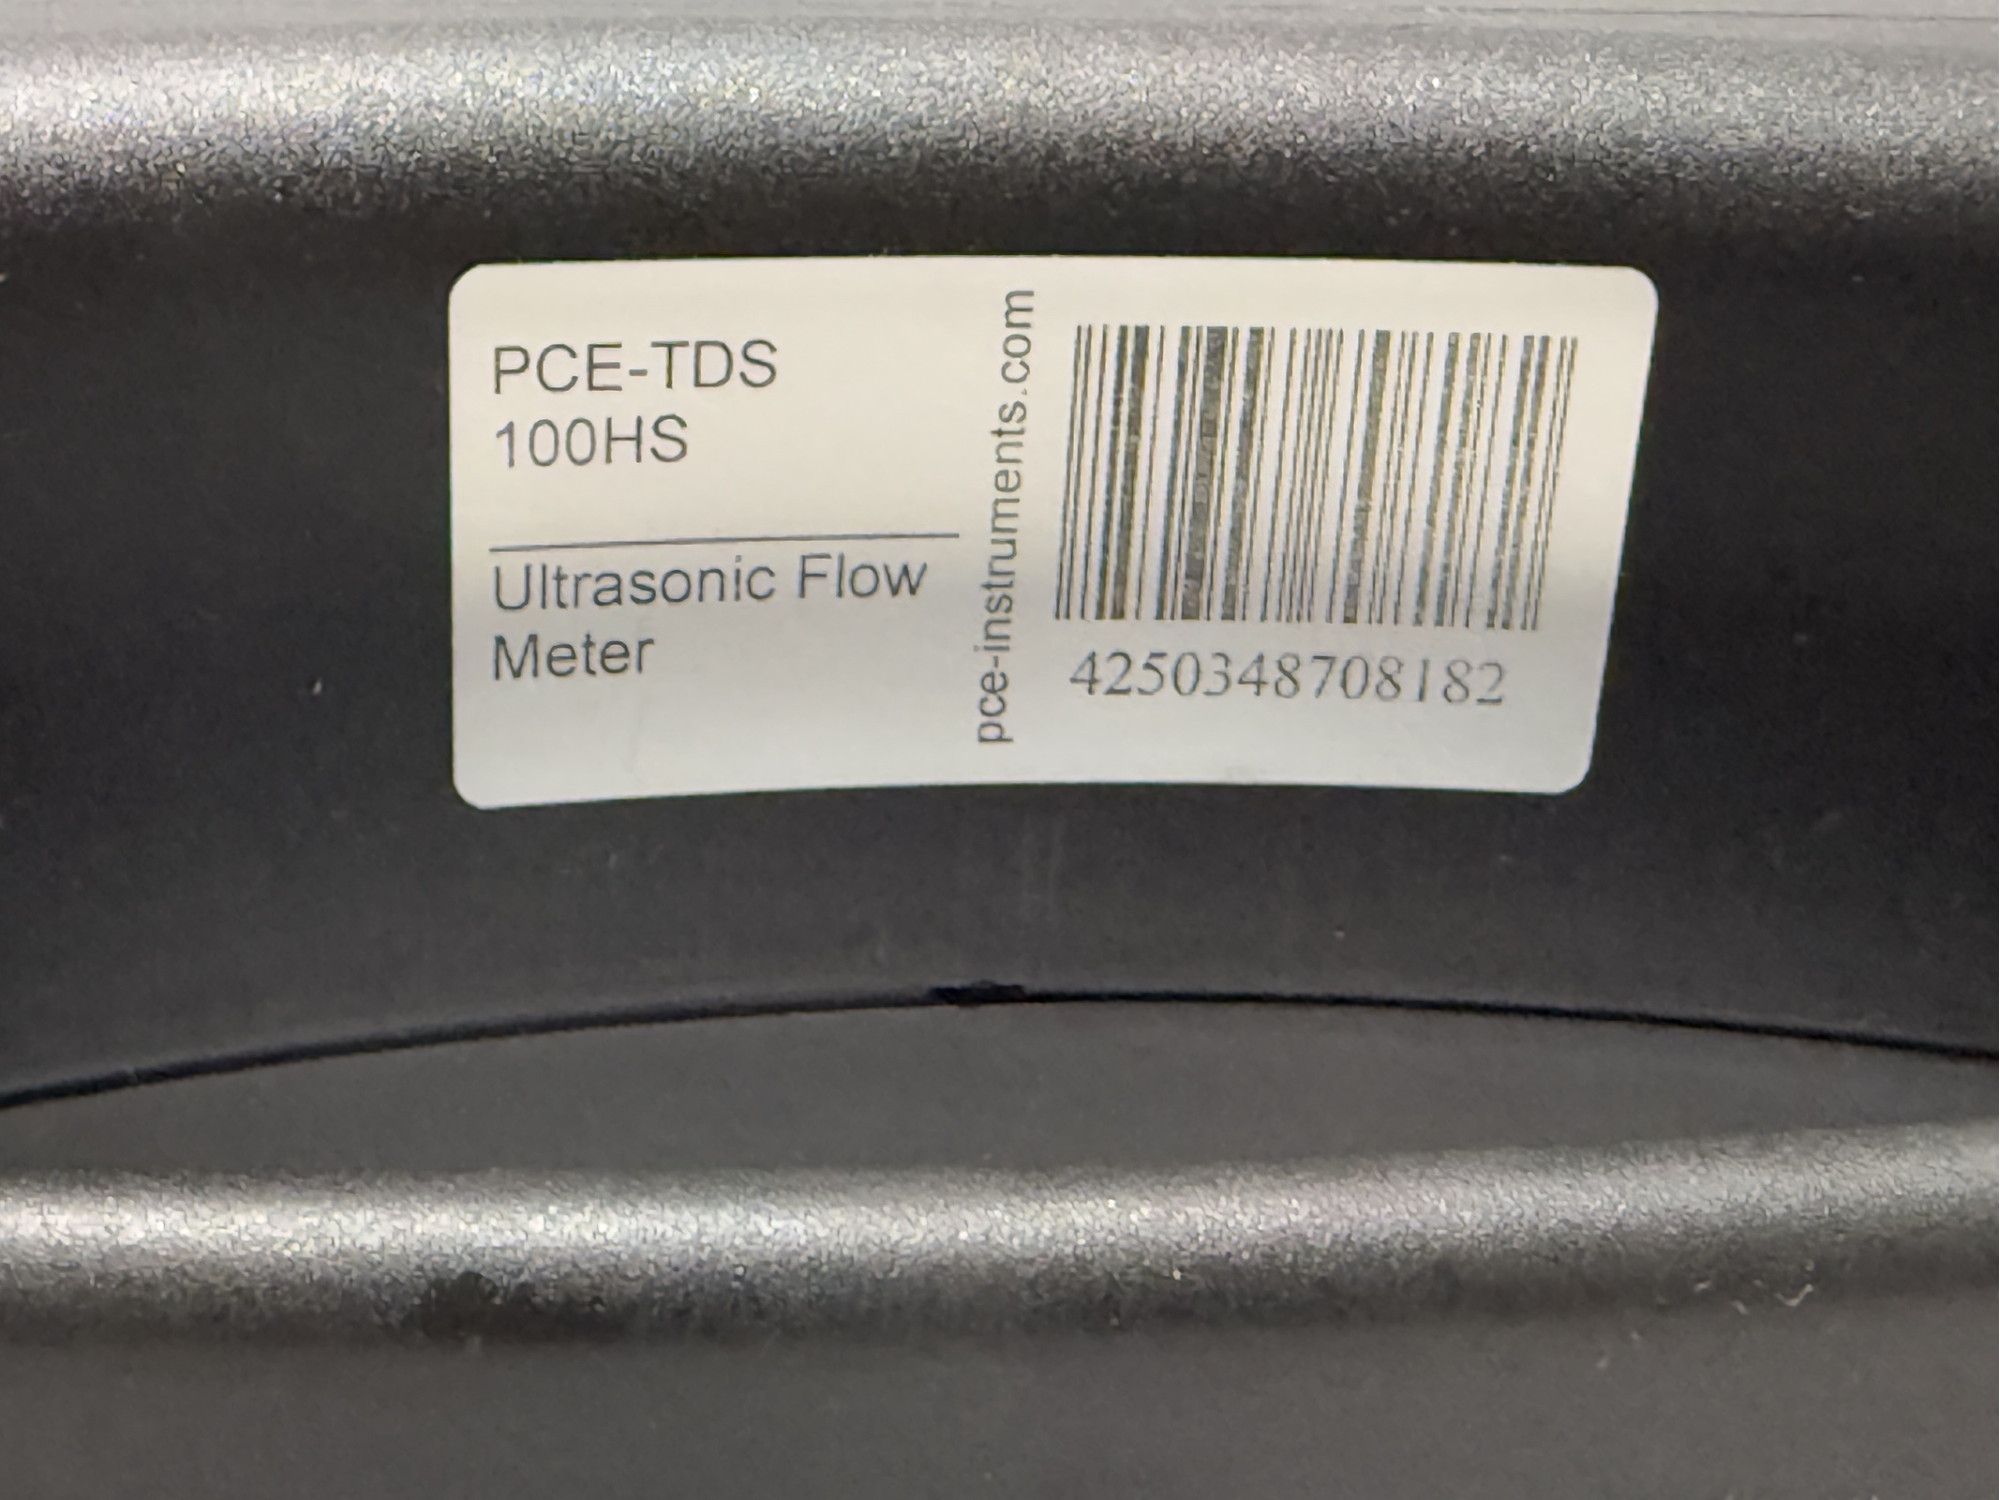 PCE-TDS
100HS
Ultrasonic Flow
Meter
pce-instruments.com
4250348708182